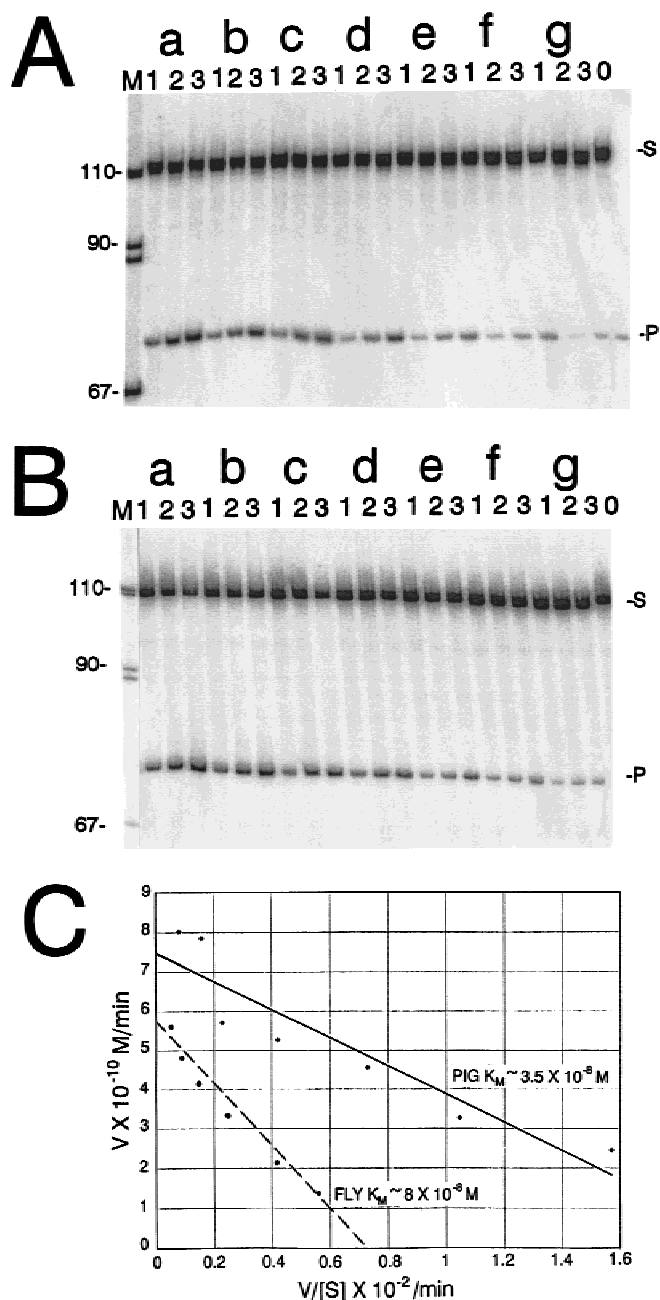 A
a b c d e f g
M 1 2 3 1 2 3 1 2 3 1 2 3 1 2 3 1 2 3 1 2 3 0
110-
-S
90-
-P
67-
B
a b c d e f g
M 1 2 3 1 2 3 1 2 3 1 2 3 1 2 3 1 2 3 1 2 3 0
110-
-S
90-
-P
67-
C
9
8
7
6
5
4
3
2
1
0
V X 10⁻¹⁰ M/min
PIG K_M ~ 3.5 X 10⁻⁸ M
FLY K_M ~ 8 X 10⁻⁸ M
0 0.2 0.4 0.6 0.8 1 1.2 1.4 1.6
V/[S] X 10⁻²/min